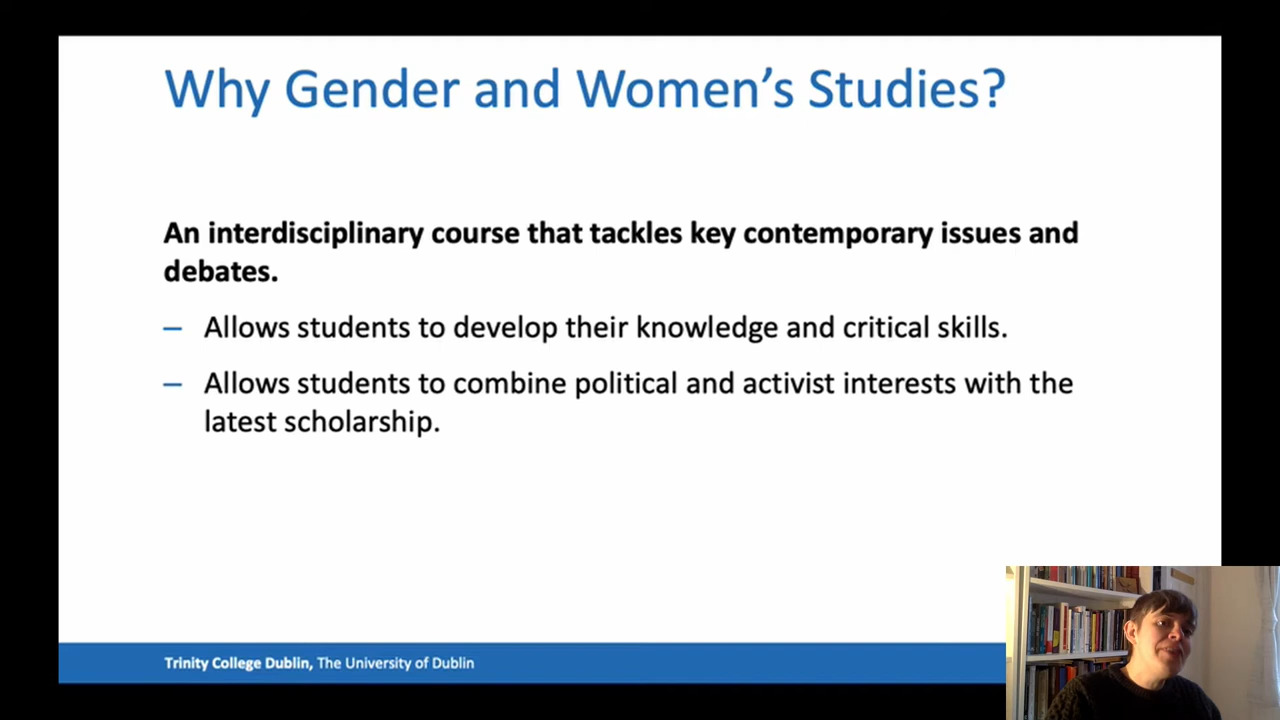 Why Gender and Women's Studies?
An interdisciplinary course that tackles key contemporary issues and
debates.
– Allows students to develop their knowledge and critical skills.
– Allows students to combine political and activist interests with the
latest scholarship.
Trinity College Dublin, The University of Dublin